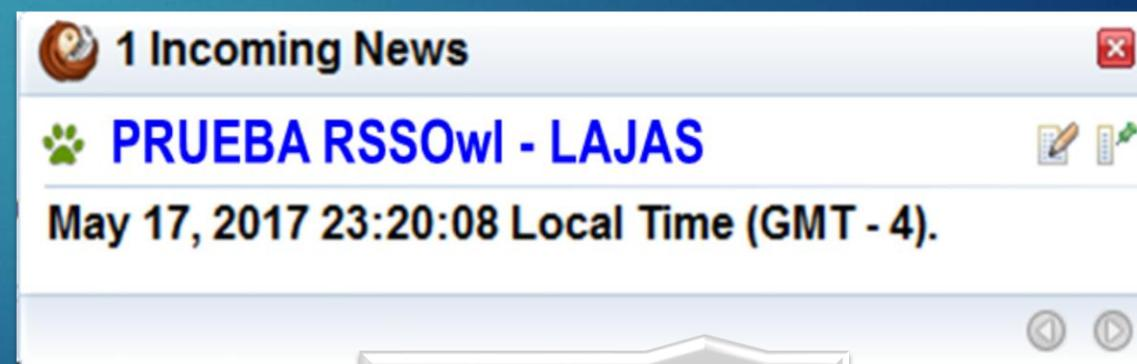 1 Incoming News
PRUEBA RSSOwl - LAJAS
May 17, 2017 23:20:08 Local Time (GMT - 4).